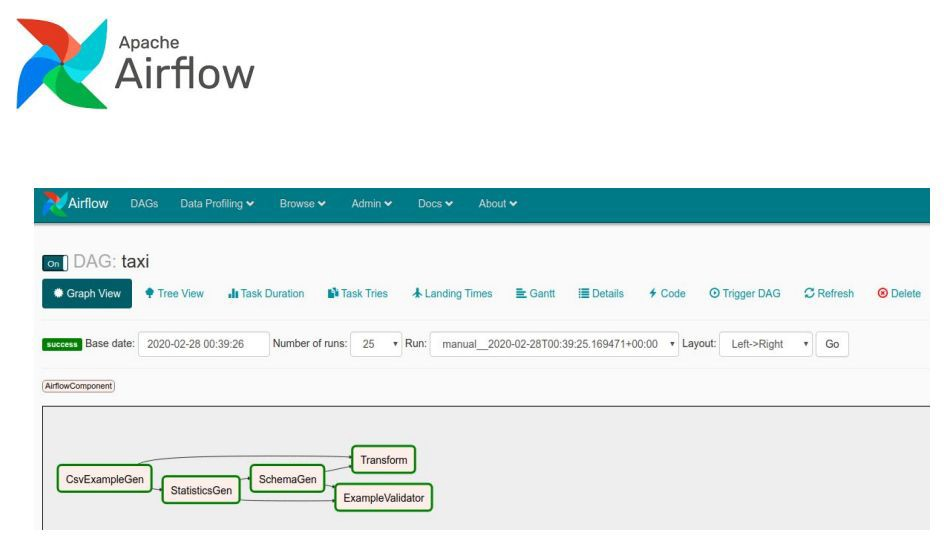 Apache
Airflow
Airflow DAGs Data Profiling Browse Admin Docs About
On DAG: taxi
Graph View Tree View Task Duration Task Tries Landing Times Gantt Details Code Trigger DAG Refresh Delete
success Base date: 2020-02-28 00:39:26 Number of runs: 25 Run: manual__2020-02-28T00:39:25.169471+00:00 Layout: Left->Right Go
AirflowComponent
Transform
CsvExampleGen
SchemaGen
StatisticsGen
ExampleValidator